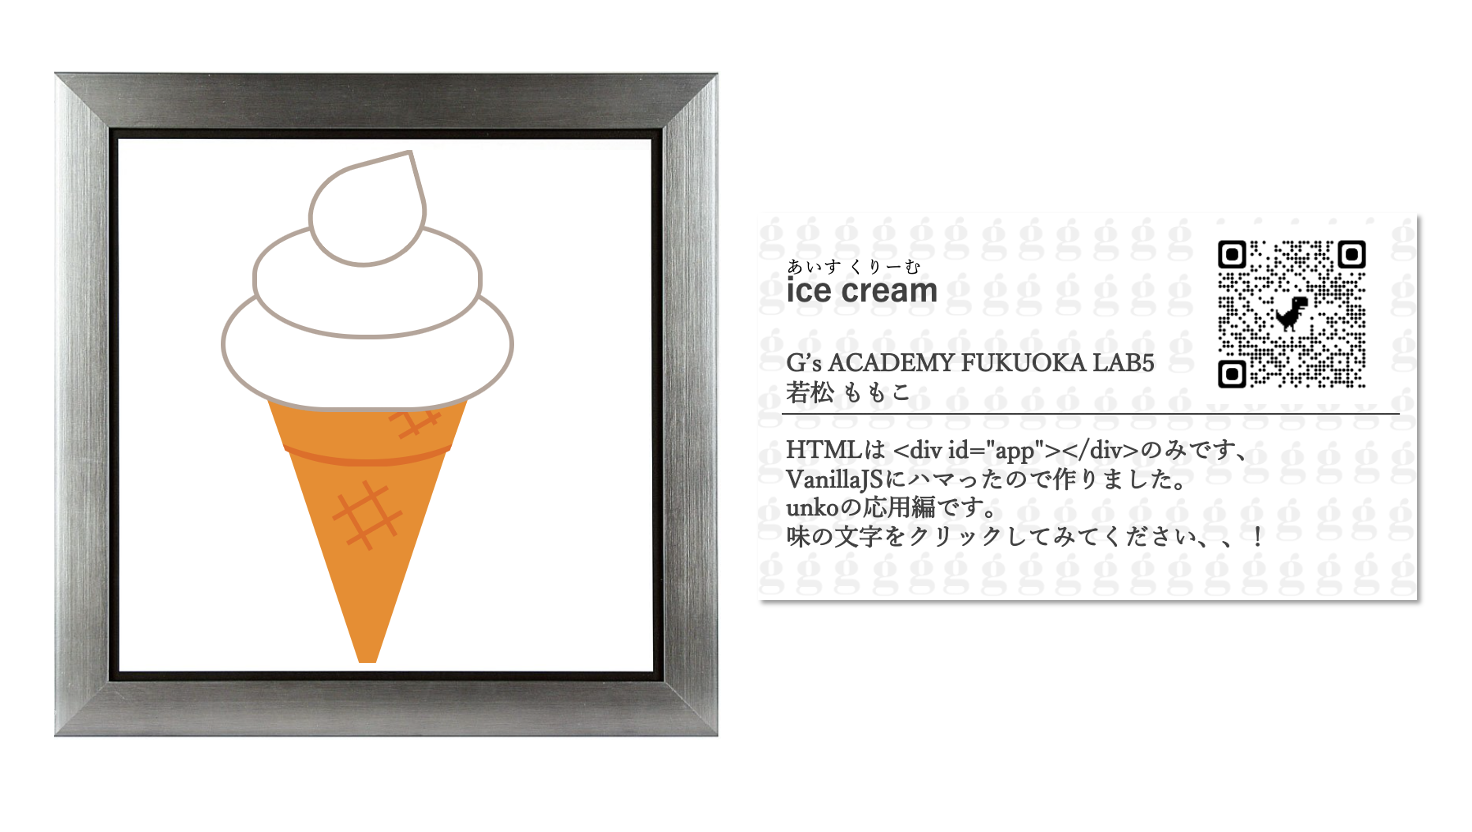 あいす くりーむ
ice cream
G’s ACADEMY FUKUOKA LAB5
若松 ももこ
HTMLは <div id="app"></div>のみです、
VanillaJSにハマったので作りました。
unkoの応用編です。
味の文字をクリックしてみてください、、！